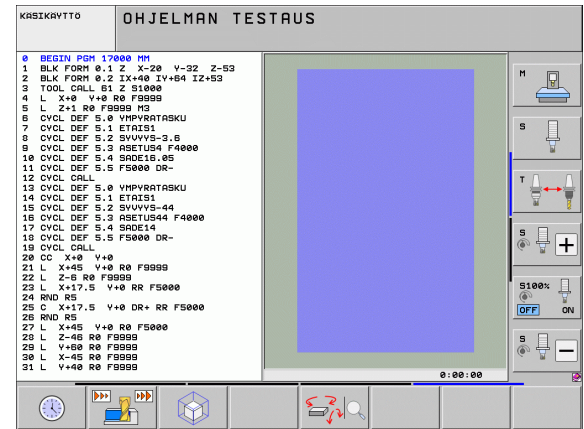 KÄSIKÄYTTÖ
OHJELMAN TESTAUS
0 BEGIN PGM 17000 MM
1 BLK FORM 0.1 Z X-20 Y-32 Z-53
2 BLK FORM 0.2 IX+40 IY+64 IZ+53
3 TOOL CALL 61 Z S1000
4 L X+0 Y+0 R0 F9999
5 L Z+1 R0 F9999 M3
6 CYCL DEF 5.0 YMPYRATASKU
7 CYCL DEF 5.1 ETAIS1
8 CYCL DEF 5.2 SYVYYS-3.6
9 CYCL DEF 5.3 ASETUS4 F4000
10 CYCL DEF 5.4 SADE16.05
11 CYCL DEF 5.5 F5000 DR-
12 CYCL CALL
13 CYCL DEF 5.0 YMPYRATASKU
14 CYCL DEF 5.1 ETAIS1
15 CYCL DEF 5.2 SYVYYS-44
16 CYCL DEF 5.3 ASETUS44 F4000
17 CYCL DEF 5.4 SADE14
18 CYCL DEF 5.5 F5000 DR-
19 CYCL CALL
20 CC X+0 Y+0
21 L X+45 Y+0 R0 F9999
22 L Z-6 R0 F9999
23 L X+17.5 Y+0 RR F5000
24 RND R5
25 C X+17.5 Y+0 DR+ RR F5000
26 RND R5
27 L X+45 Y+0 R0 F5000
28 L Z-46 R0 F9999
29 L Y+60 R0 F9999
30 L X-45 R0 F9999
31 L Y+40 R0 F9999
0:00:00
M
S
T
S
+
S100%
OFF ON
S
−